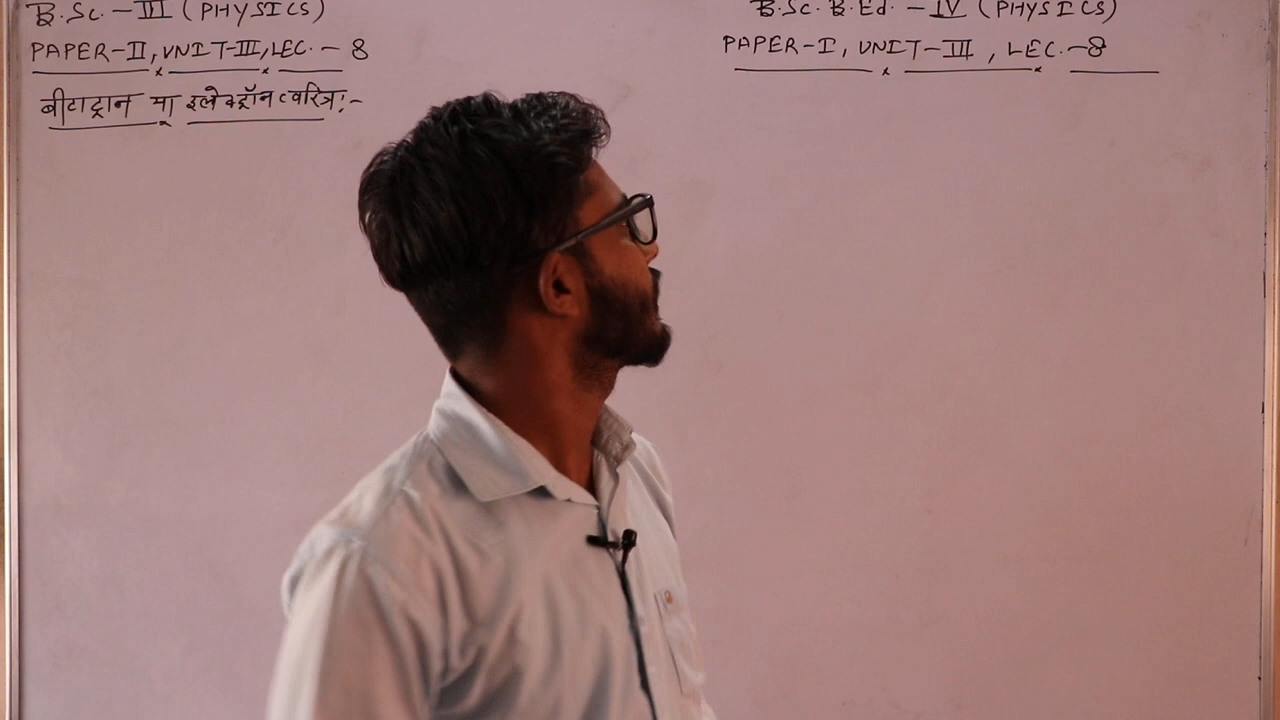 B.Sc. - III (PHYSICS)
PAPER-II, UNIT-III, LEC. - 8
बीटाट्रान या इलेक्ट्रॉन त्वरित्र:-
B.Sc. B.Ed. - IV (PHYSICS)
PAPER-I, UNIT-III, LEC. - 8